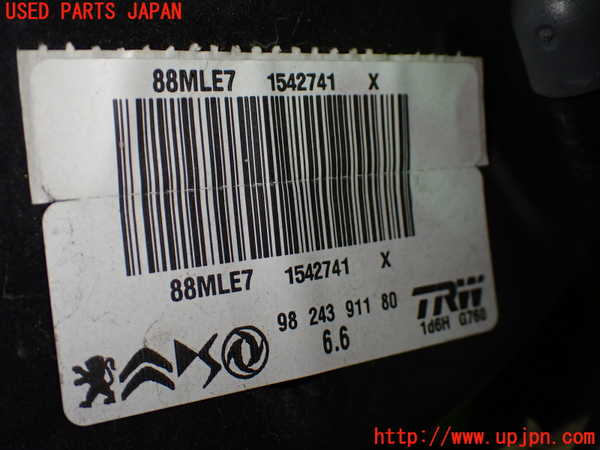 USED PARTS JAPAN
88MLE7 1542741 X
88MLE7 1542741 X
98 243 911 80
6.6
TRW
1d6H G760
http://www.upjpn.com/